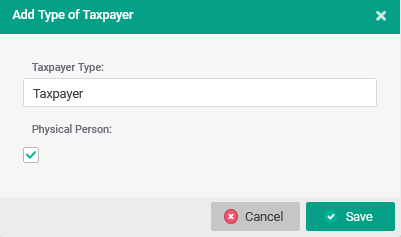 Add Type of Taxpayer
Taxpayer Type:
Taxpayer
Physical Person:
Cancel
Save